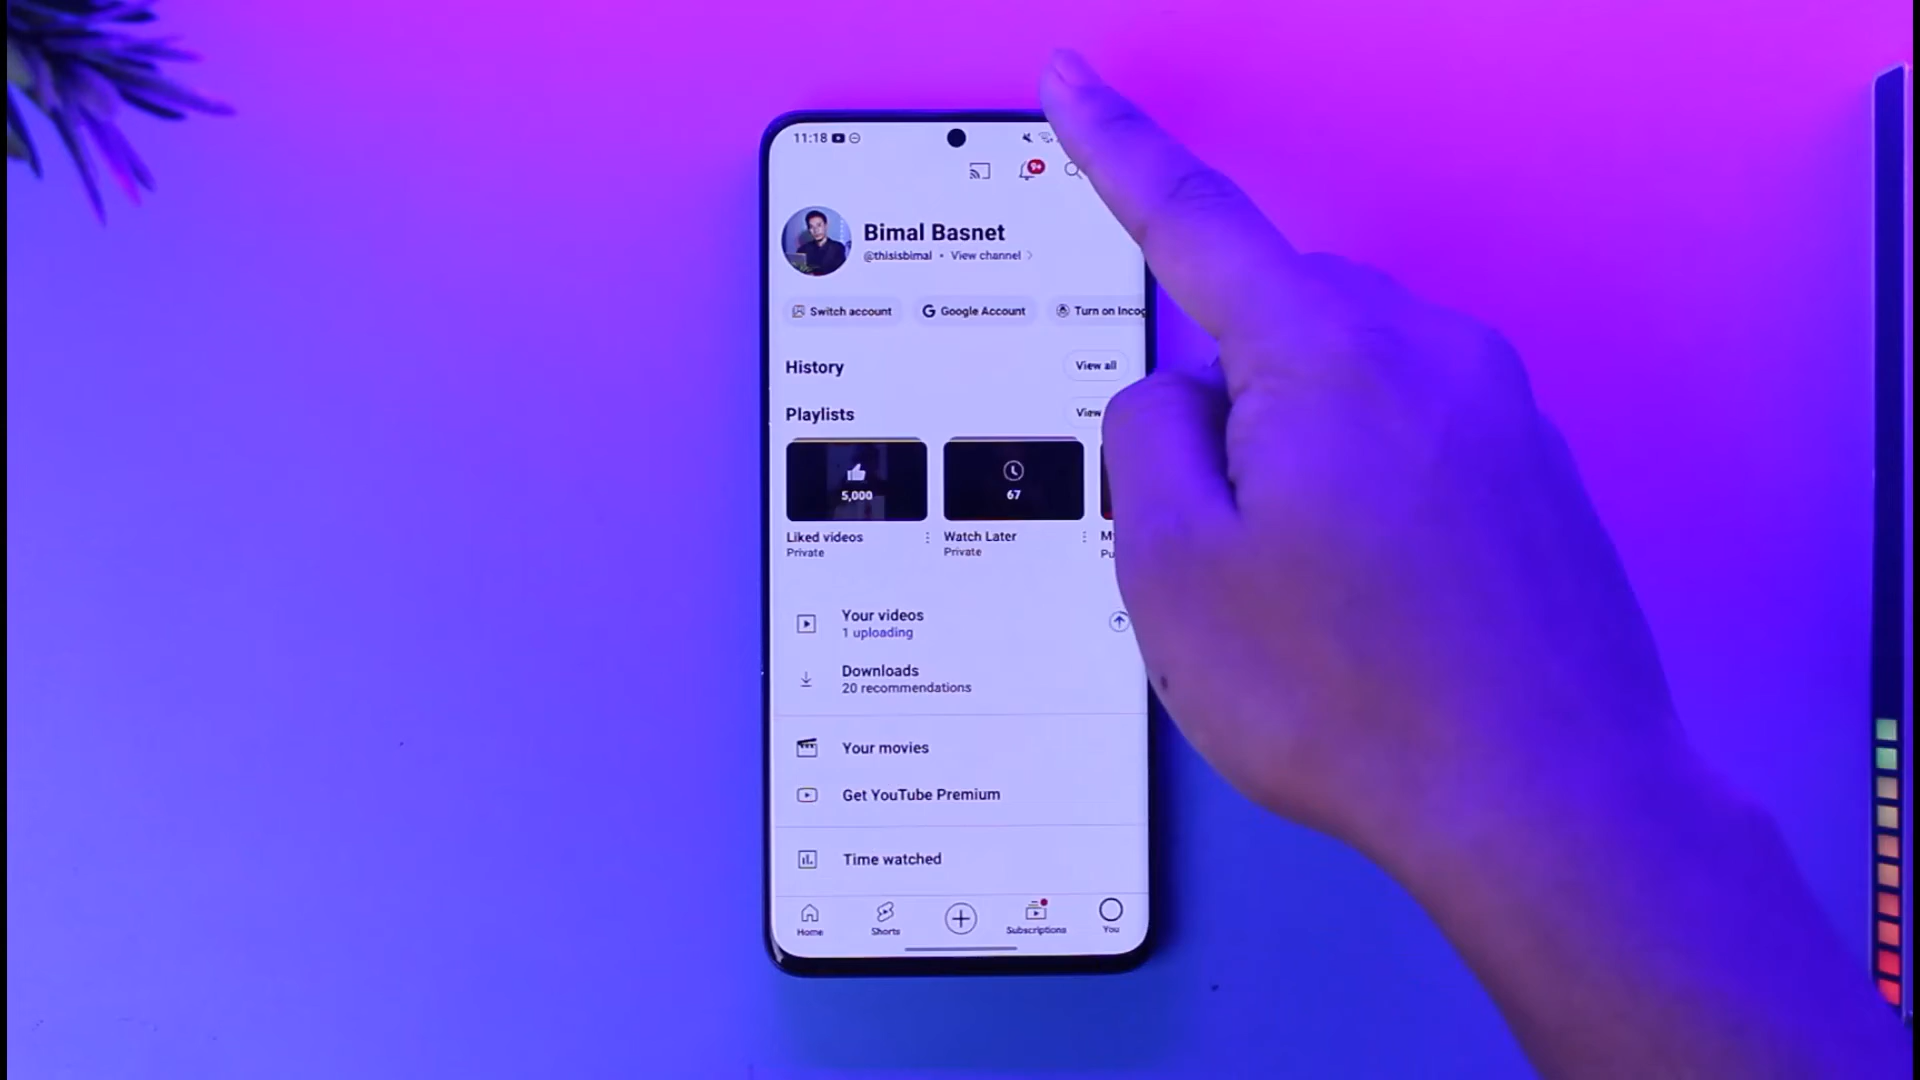 11:18
9+
Bimal Basnet
@thisisbimal • View channel
Switch account
Google Account
Turn on Incog
History
View all
Playlists
View
5,000
67
Liked videos
Private
Watch Later
Private
Your videos
1 uploading
Downloads
20 recommendations
Your movies
Get YouTube Premium
Time watched
Home
Shorts
Subscriptions
You